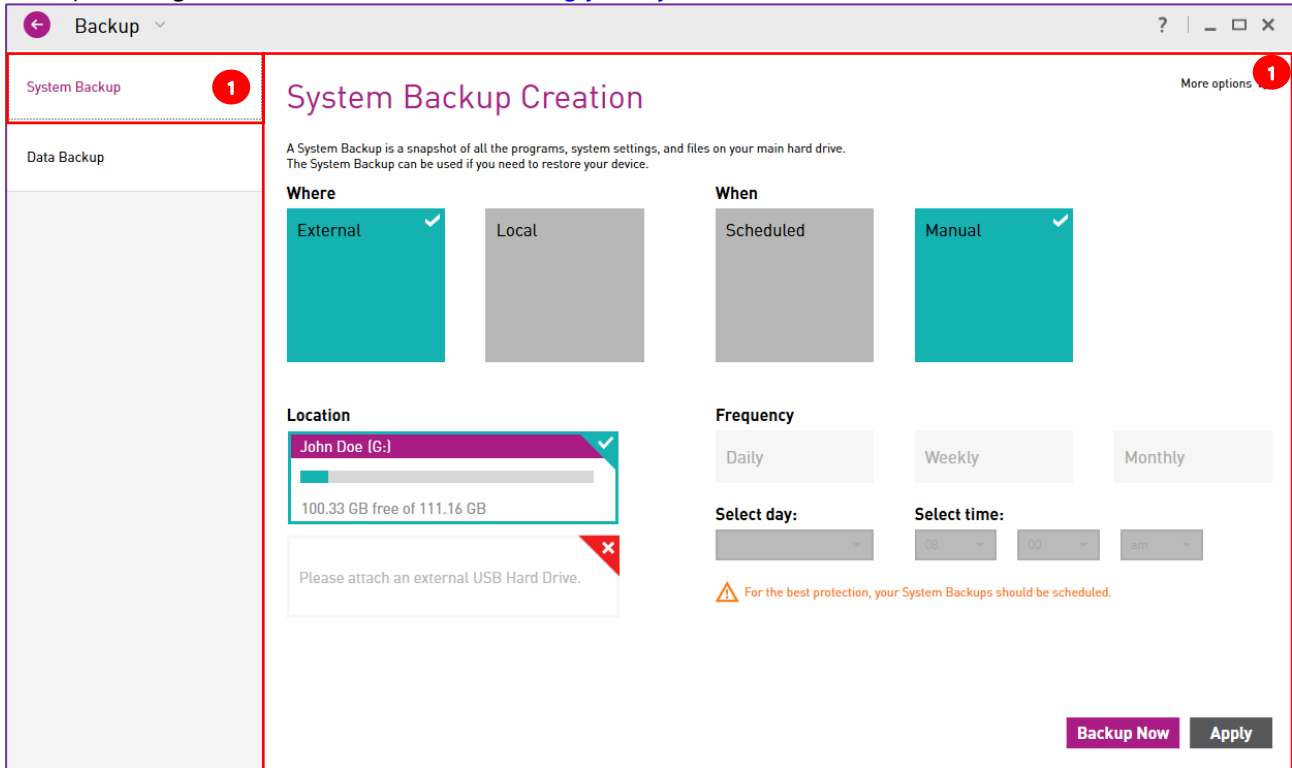 Backup
?
System Backup
1
Data Backup
System Backup Creation
More options
1
A System Backup is a snapshot of all the programs, system settings, and files on your main hard drive.
The System Backup can be used if you need to restore your device.
Where
When
External
Local
Scheduled
Manual
Location
Frequency
John Doe (G:)
100.33 GB free of 111.16 GB
Daily
Weekly
Monthly
Select day:
Select time:
08
00
am
Please attach an external USB Hard Drive.
For the best protection, your System Backups should be scheduled.
Backup Now
Apply